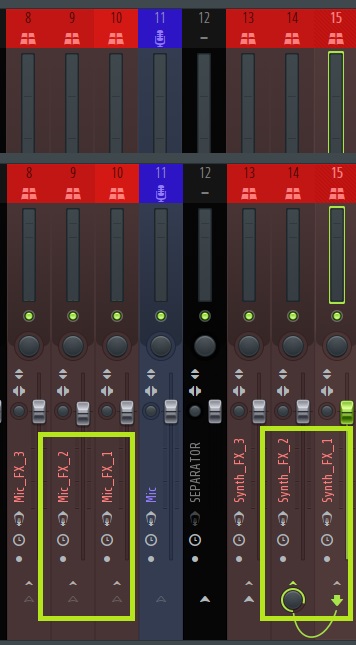 8 9 10 11 12 13 14 15
8 9 10 11 12 13 14 15
Mic_FX_3
Mic_FX_2
Mic_FX_1
Mic
SEPARATOR
Synth_FX_3
Synth_FX_2
Synth_FX_1